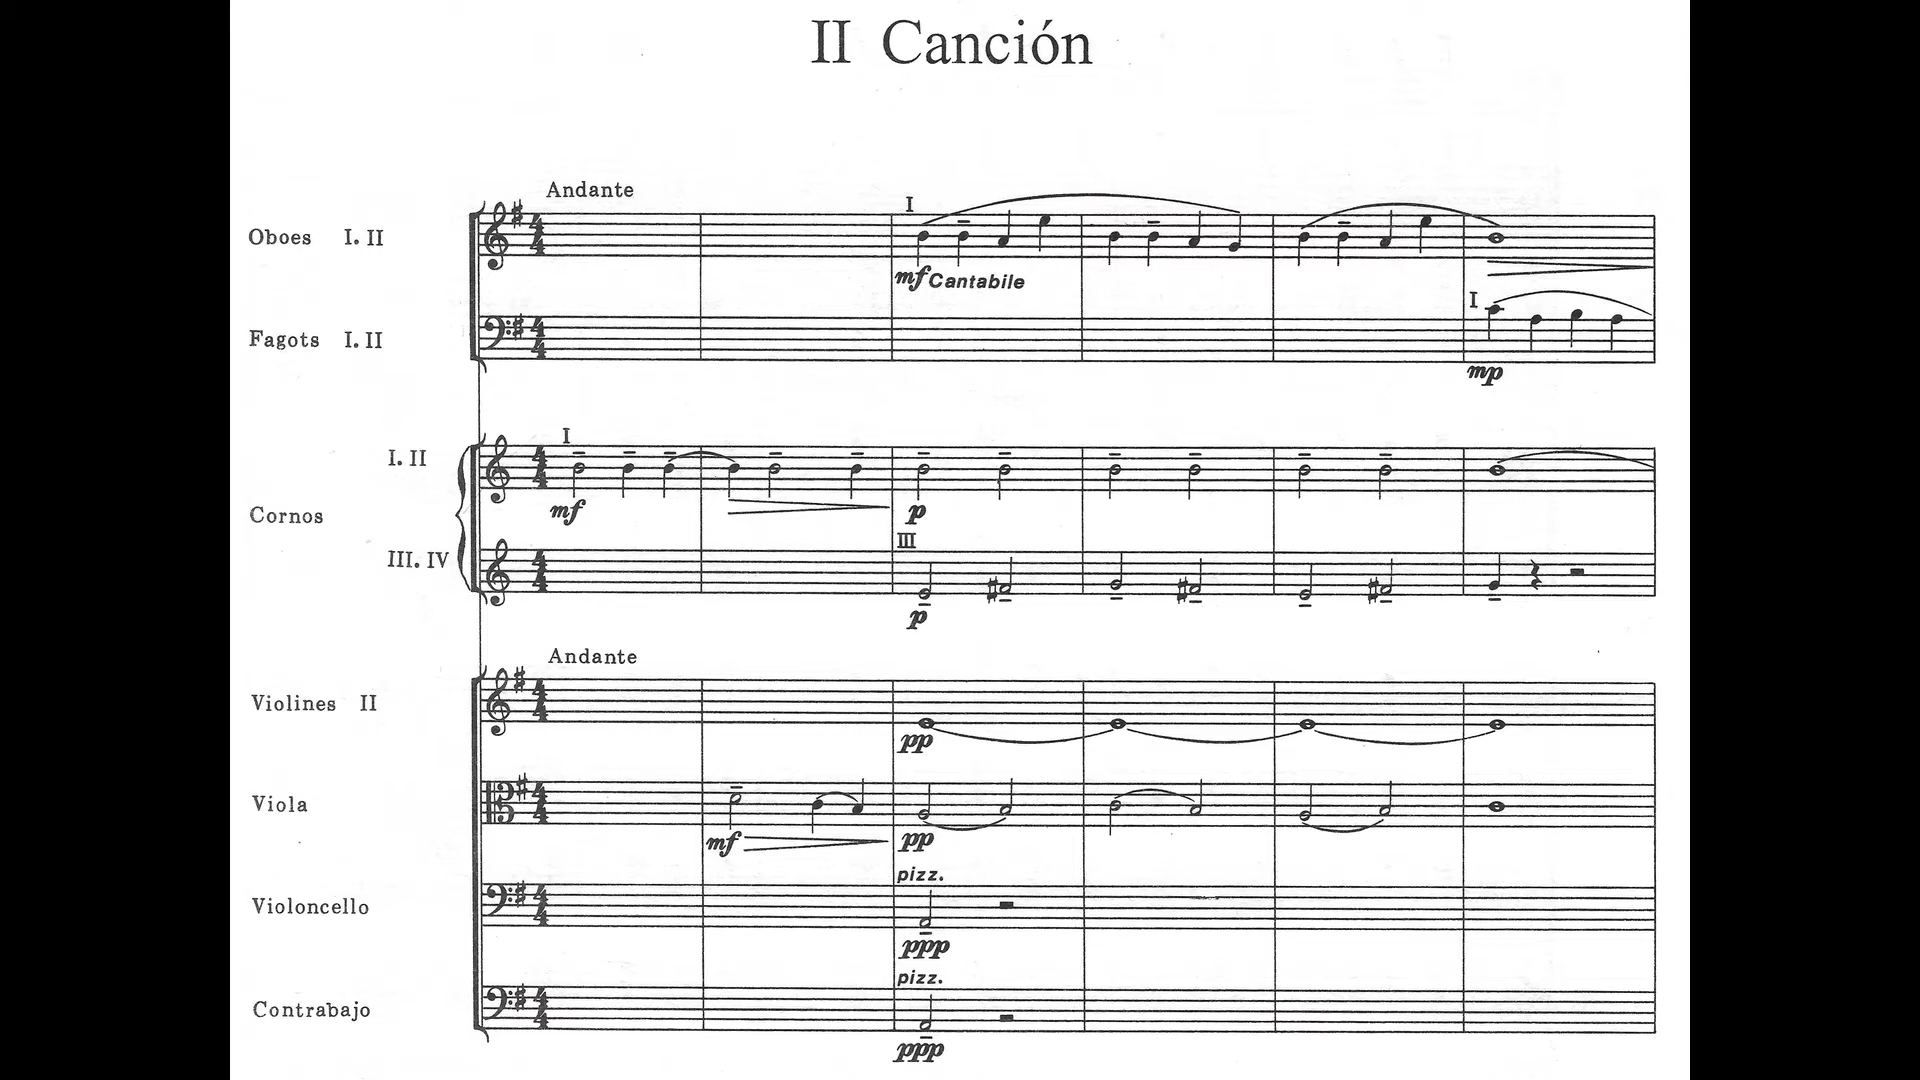 II Canción
Andante
I
Oboes I. II
mf Cantabile
I
Fagots I. II
mp
I
I. II
mf
p
Cornos
III
III. IV
p
Andante
Violines II
pp
Viola
mf
pp
pizz.
Violoncello
ppp
pizz.
Contrabajo
ppp